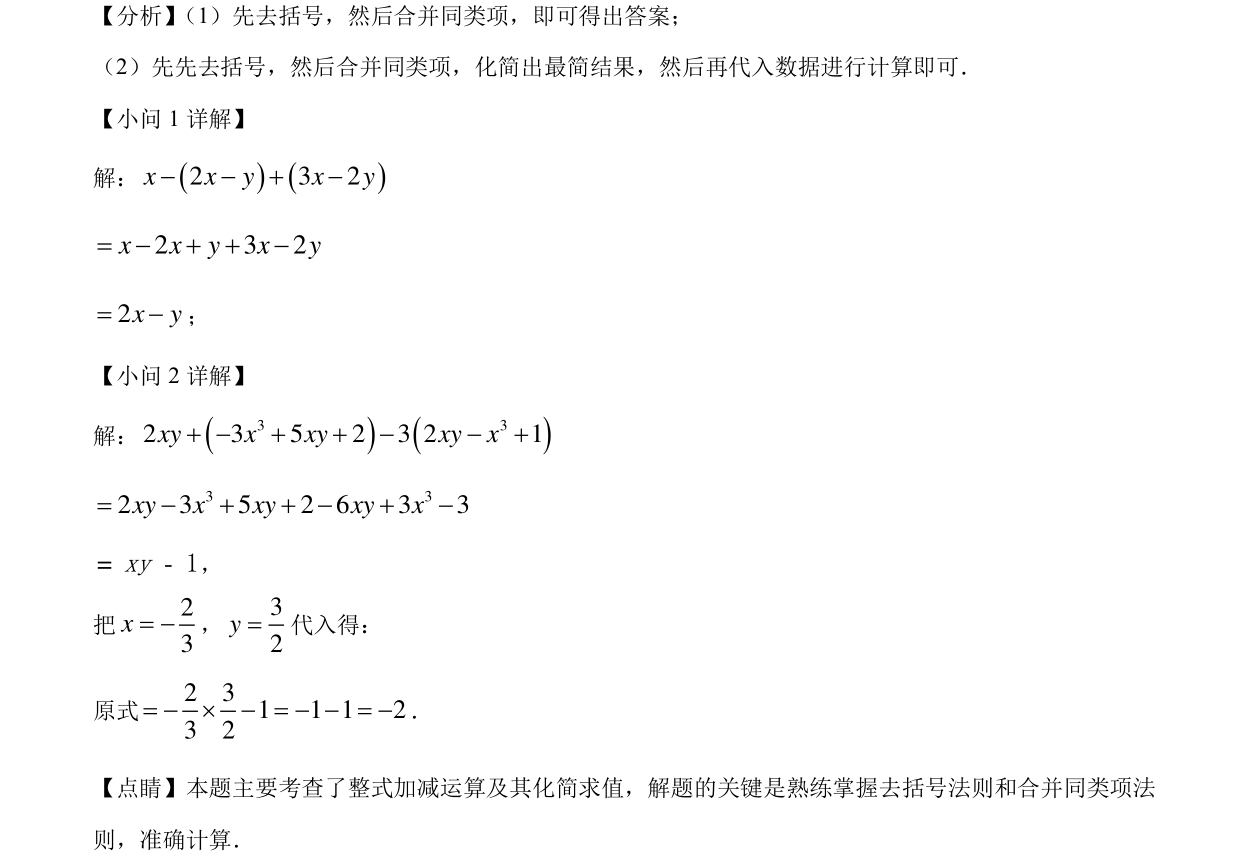 【分析】（1）先去括号，然后合并同类项，即可得出答案；
（2）先先去括号，然后合并同类项，化简出最简结果，然后再代入数据进行计算即可．
【小问 1 详解】
解：x−(2x−y)+(3x−2y)
=x−2x+y+3x−2y
=2x−y；
【小问 2 详解】
解：2xy+(−3x³+5xy+2)−3(2xy−x³+1)
=2xy−3x³+5xy+2−6xy+3x³−3
= xy - 1，
把 x=−2/3，y=3/2 代入得：
原式=−2/3×3/2−1=−1−1=−2．
【点睛】本题主要考查了整式加减运算及其化简求值，解题的关键是熟练掌握去括号法则和合并同类项法
则，准确计算．